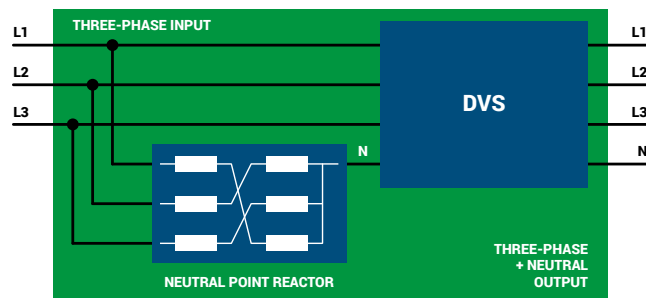 THREE-PHASE INPUT
L1
L1
L2
L2
DVS
L3
L3
N
N
NEUTRAL POINT REACTOR
THREE-PHASE
+ NEUTRAL
OUTPUT